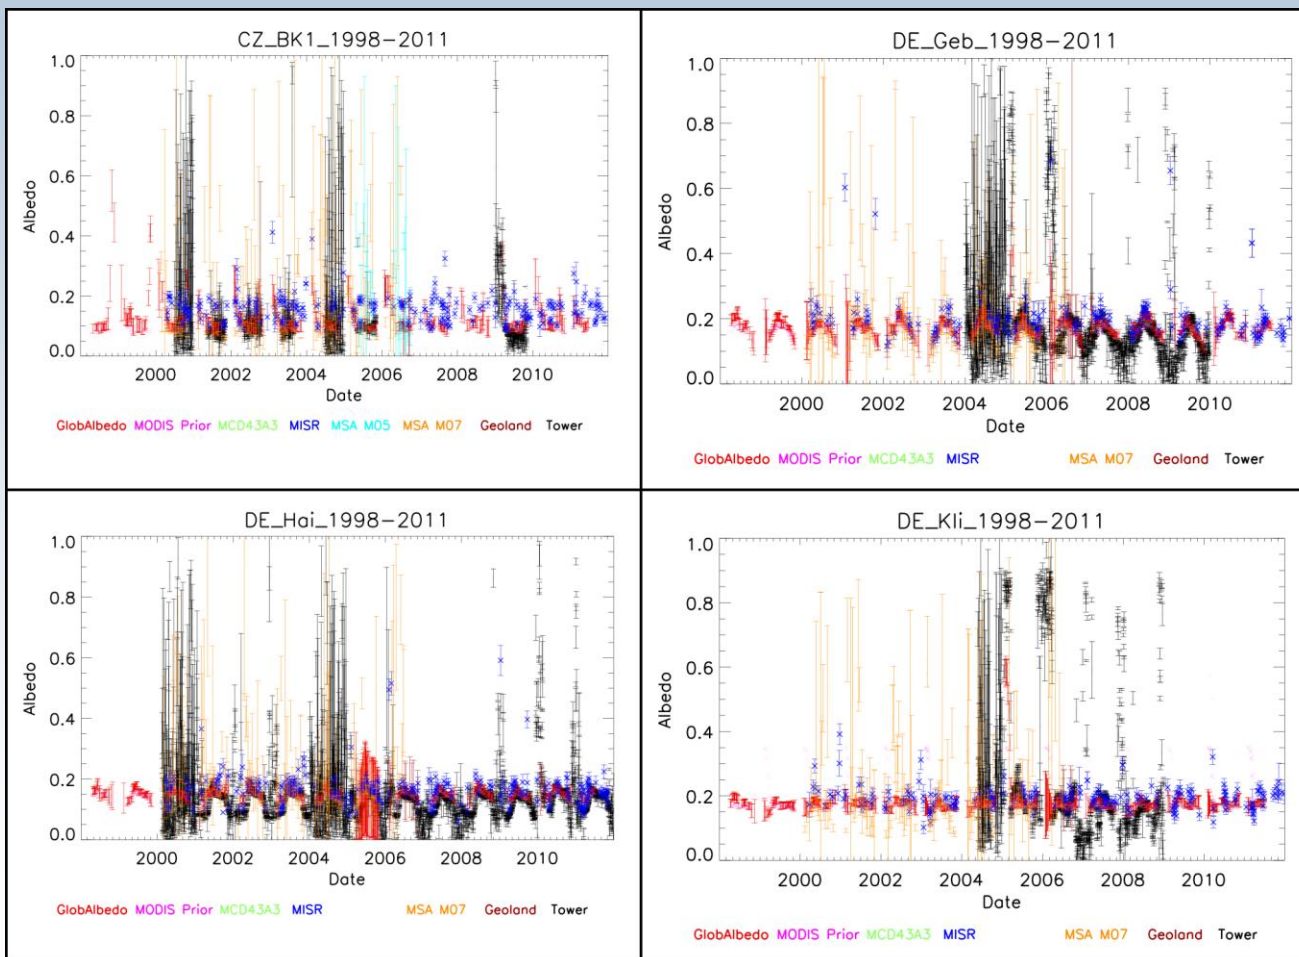 CZ_BK1_1998-2011
1.0
0.8
0.6
0.4
0.2
0.0
Albedo
2000 2002 2004 2006 2008 2010
Date
GlobAlbedo MODIS Prior MCD43A3 MISR MSA M05 MSA M07 Geoland Tower
DE_Geb_1998-2011
1.0
0.8
0.6
0.4
0.2
0.0
Albedo
2000 2002 2004 2006 2008 2010
Date
GlobAlbedo MODIS Prior MCD43A3 MISR MSA M07 Geoland Tower
DE_Hai_1998-2011
1.0
0.8
0.6
0.4
0.2
0.0
Albedo
2000 2002 2004 2006 2008 2010
Date
GlobAlbedo MODIS Prior MCD43A3 MISR MSA M07 Geoland Tower
DE_Kli_1998-2011
1.0
0.8
0.6
0.4
0.2
0.0
Albedo
2000 2002 2004 2006 2008 2010
Date
GlobAlbedo MODIS Prior MCD43A3 MISR MSA M07 Geoland Tower